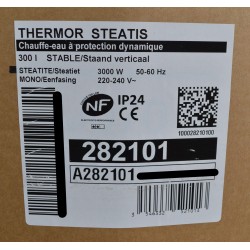 THERMOR STEATIS
Chauffe-eau à protection dynamique
300 l STABLE/Staand verticaal
STEATITE/Steatiet 3000 W 50-60 Hz
MONO/Eenfasing 220-240 V~
NF
IP24
CE
100028210100
282101
A282101